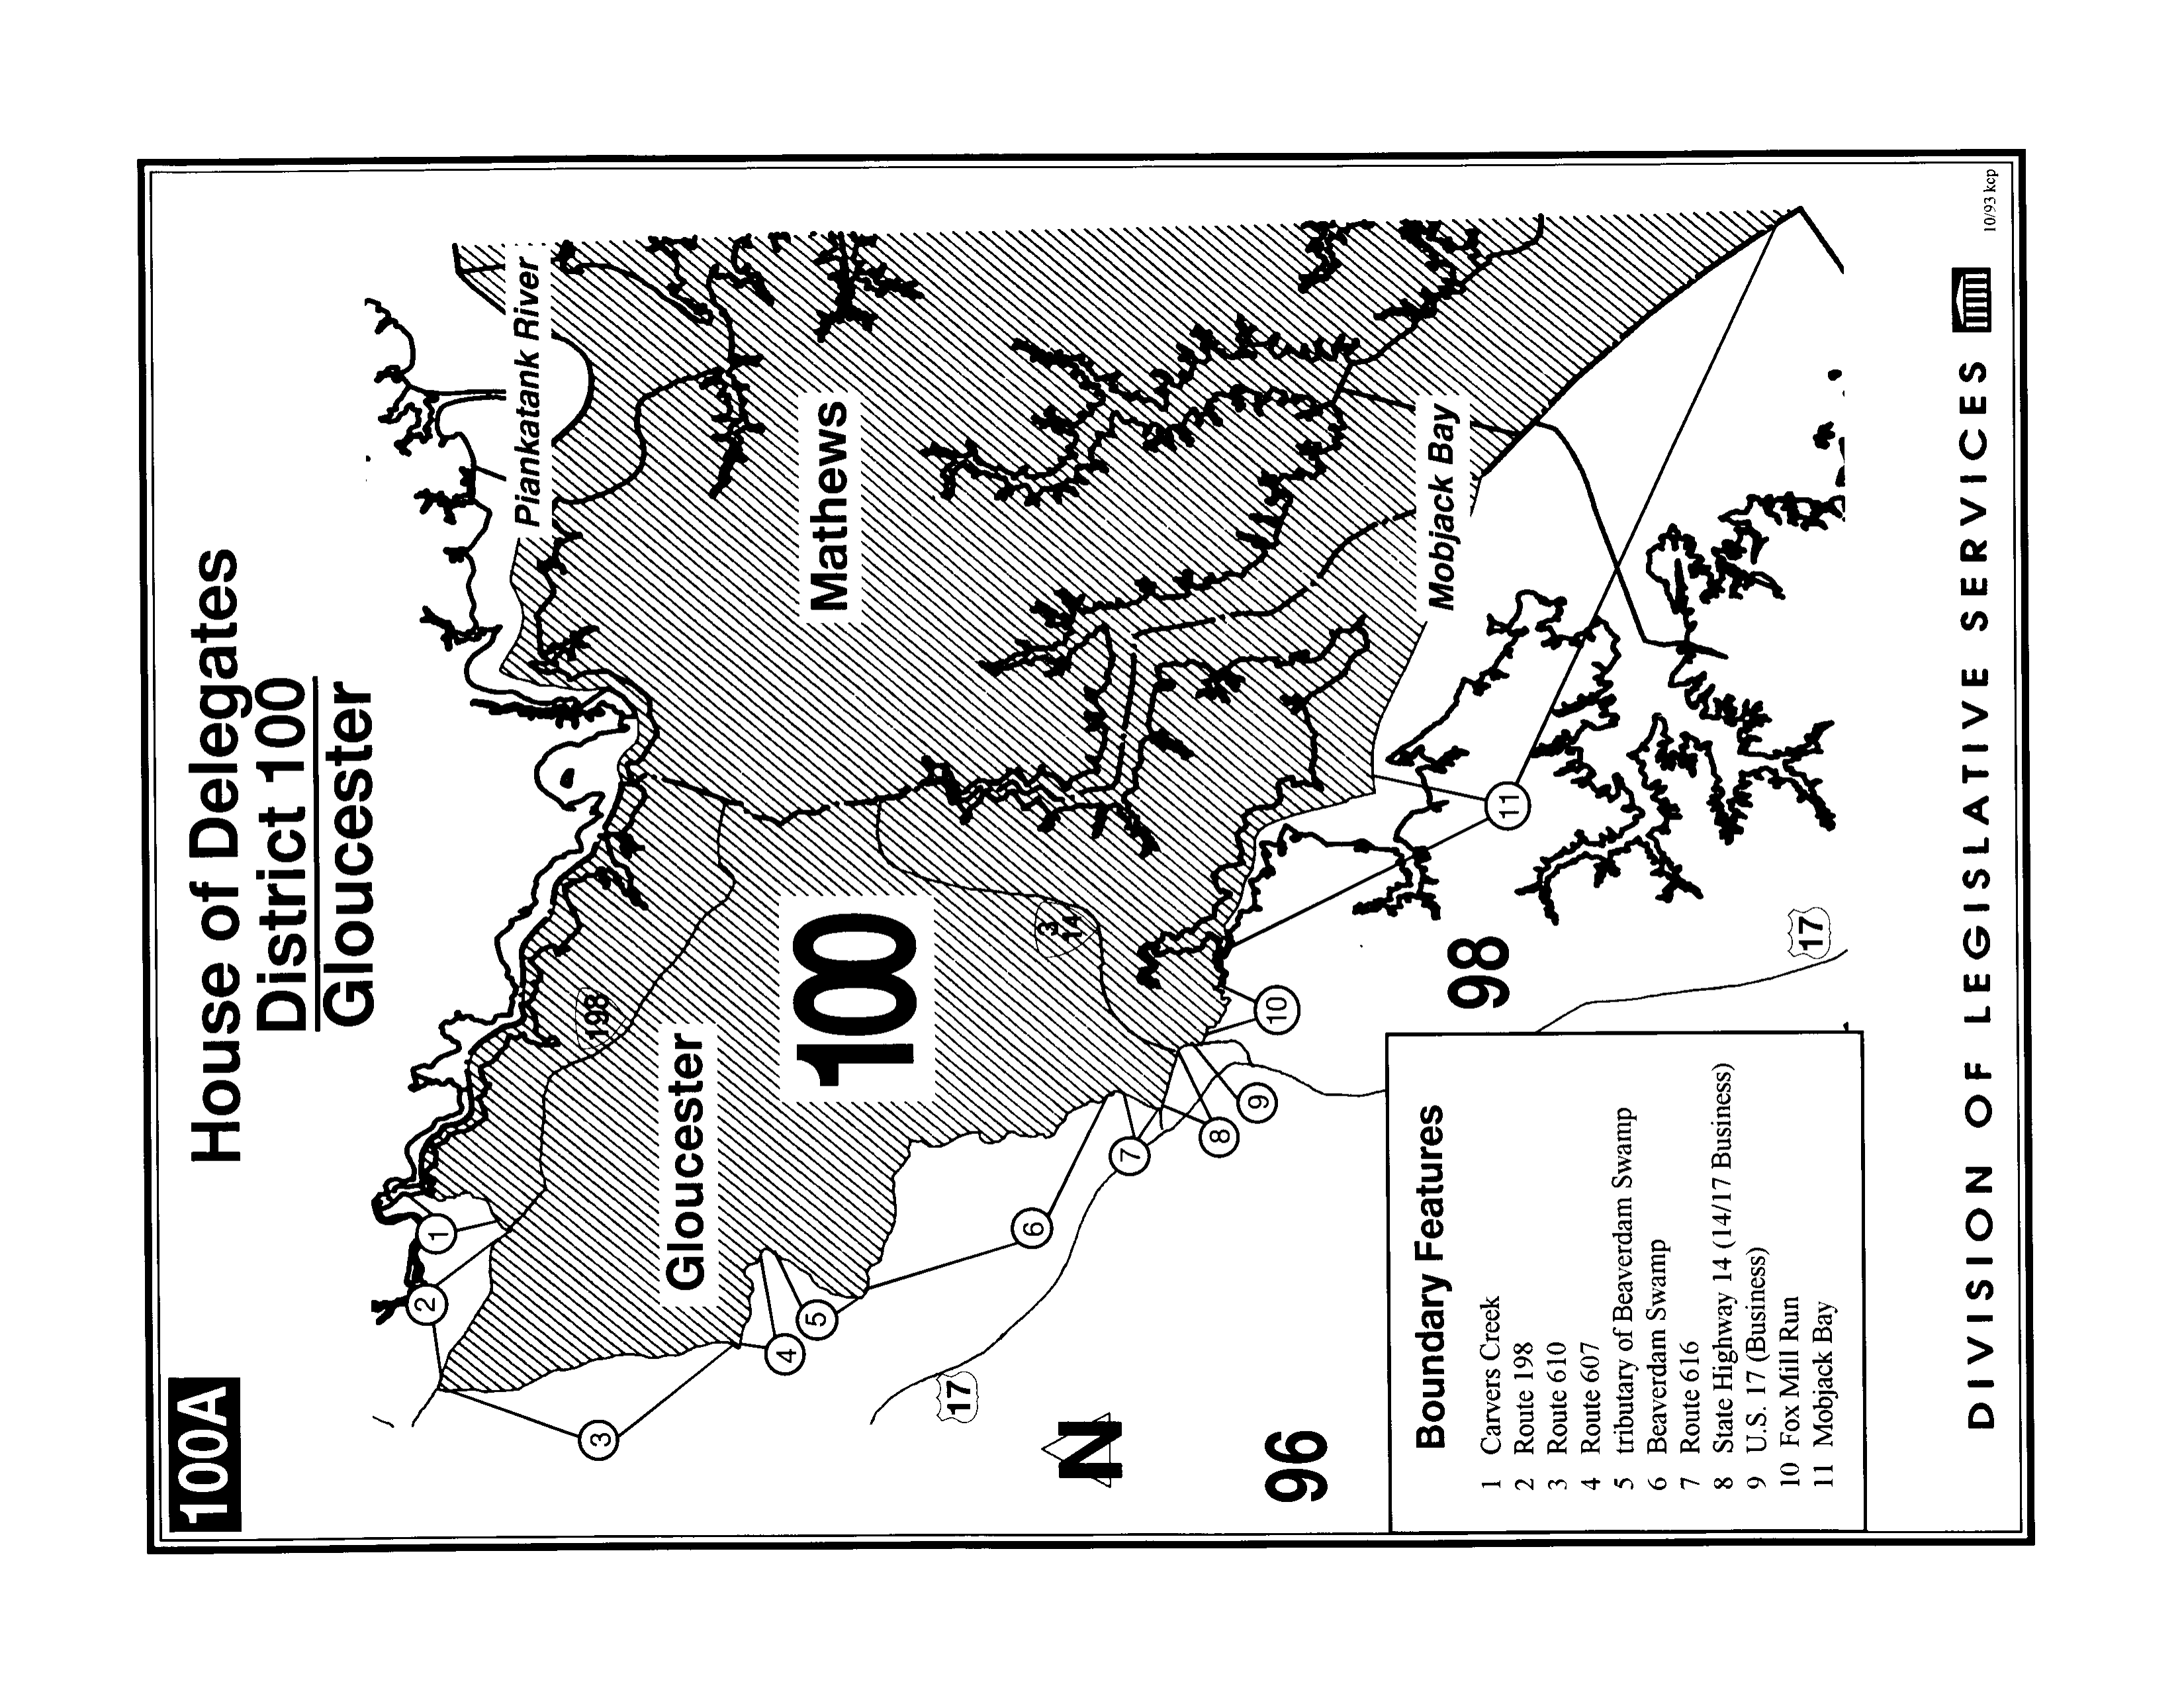 100A
House of Delegates
District 100
Gloucester
Piankatank River
Mathews
198
Gloucester
100
3
14
Mobjack Bay
1
2
3
4
5
6
7
8
9
10
11
17
N
96
98
17
Boundary Features
1 Carvers Creek
2 Route 198
3 Route 610
4 Route 607
5 tributary of Beaverdam Swamp
6 Beaverdam Swamp
7 Route 616
8 State Highway 14 (14/17 Business)
9 U.S. 17 (Business)
10 Fox Mill Run
11 Mobjack Bay
DIVISION OF LEGISLATIVE SERVICES
10/93 kcp